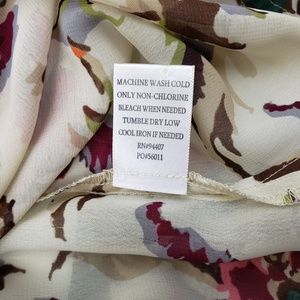 MACHINE WASH COLD
ONLY NON-CHLORINE
BLEACH WHEN NEEDED
TUMBLE DRY LOW
COOL IRON IF NEEDED
RN#94407
PO#56011